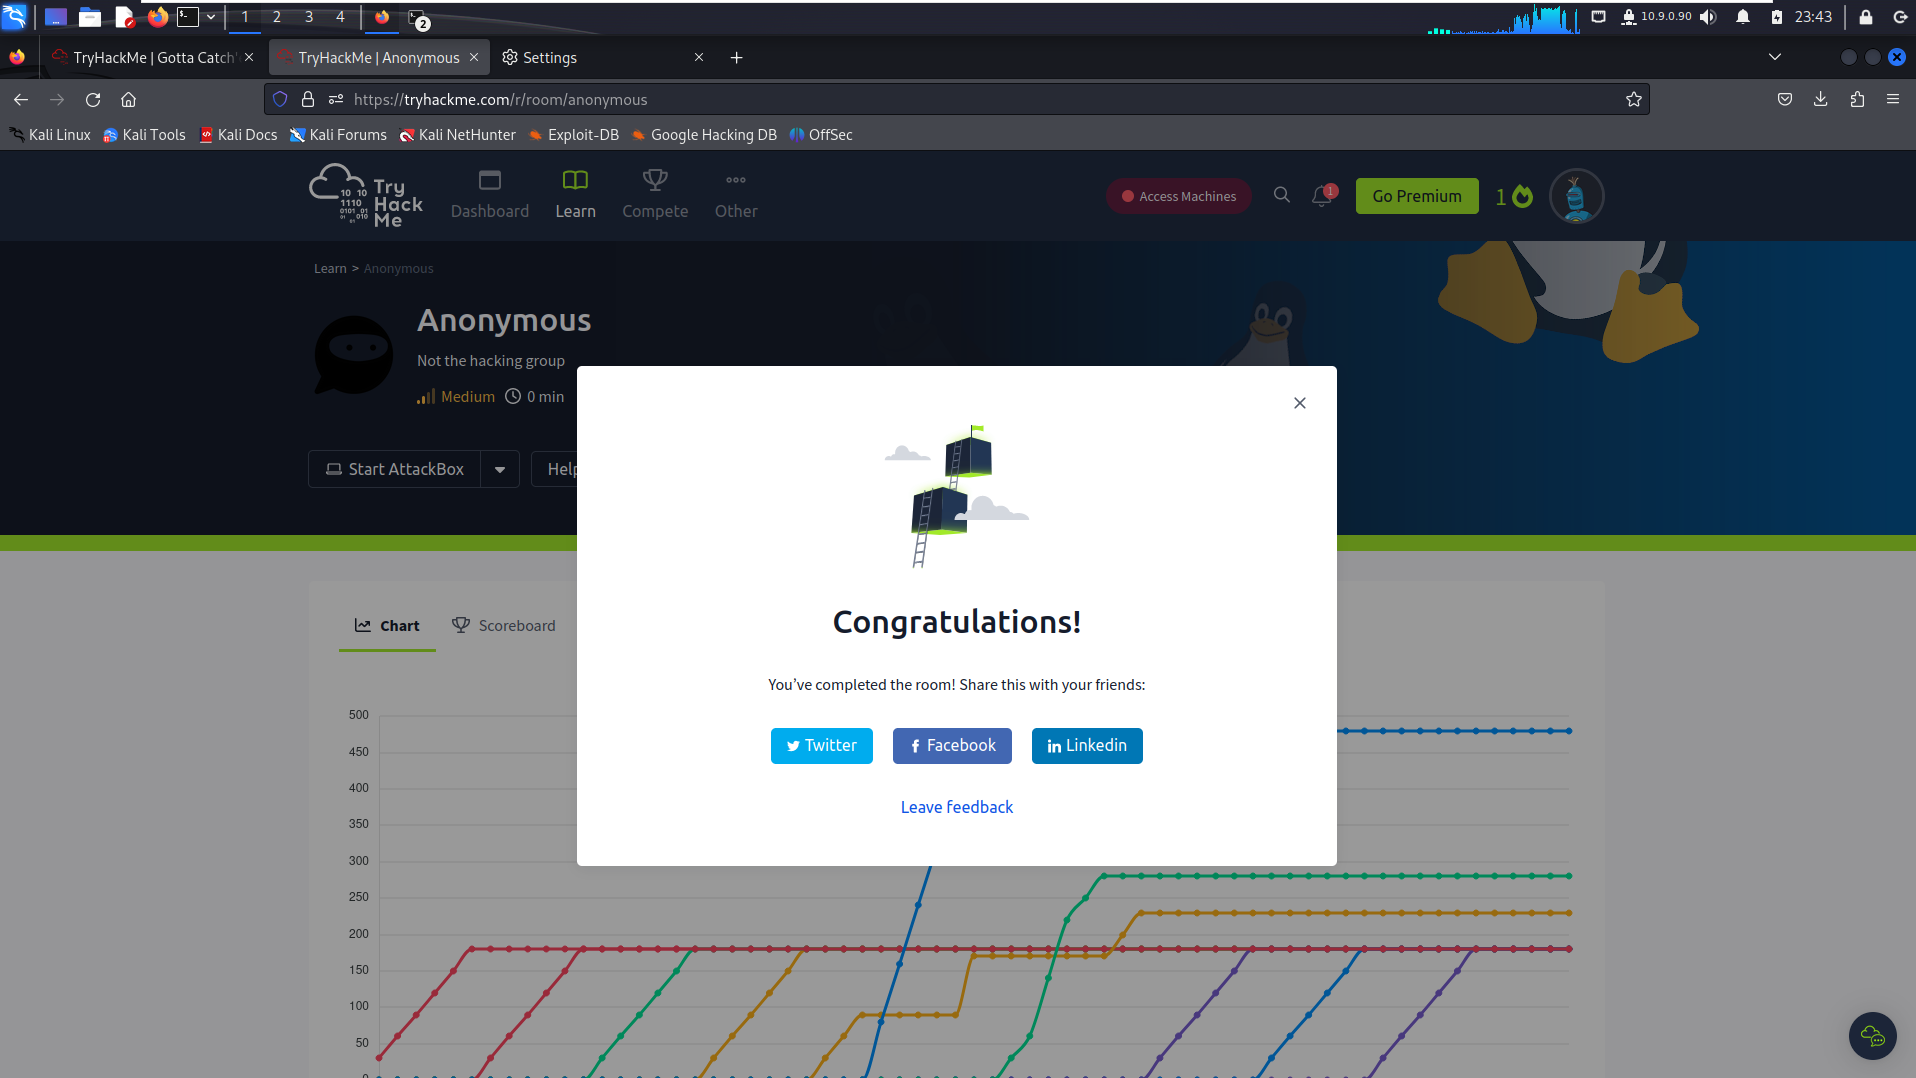 1 2 3 4 2 10.9.0.90 23:43
TryHackMe | Gotta Catch' TryHackMe | Anonymous Settings
https://tryhackme.com/r/room/anonymous
Kali Linux Kali Tools Kali Docs Kali Forums Kali NetHunter Exploit-DB Google Hacking DB OffSec
Try Hack Me
Dashboard Learn Compete Other Access Machines 1 Go Premium 1
Learn > Anonymous
Anonymous
Not the hacking group
Medium 0 min
Start AttackBox Help
Congratulations!
You've completed the room! Share this with your friends:
Twitter Facebook Linkedin
Leave feedback
Chart Scoreboard
500
450
400
350
300
250
200
150
100
50
0